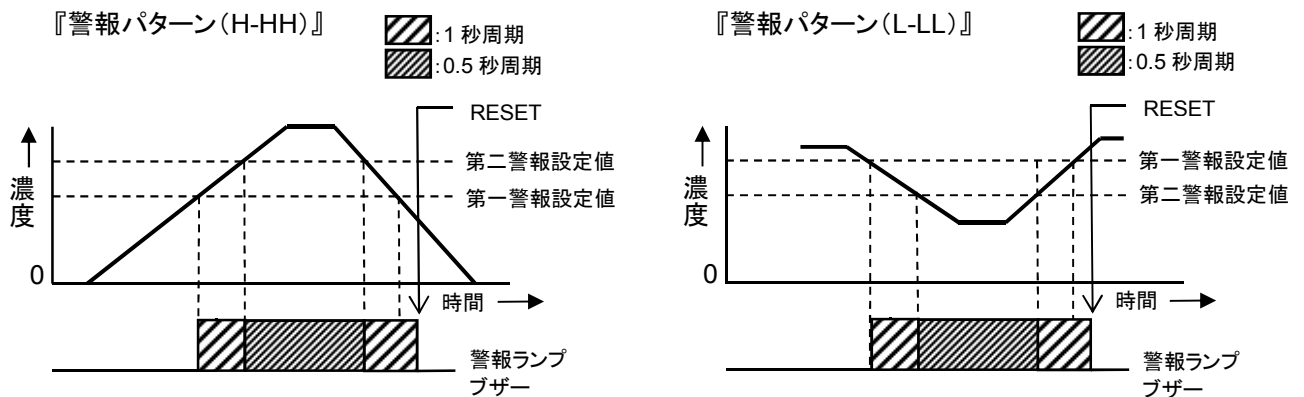 『警報パターン(H-HH)』
:1 秒周期
:0.5 秒周期
RESET
第二警報設定値
第一警報設定値
濃度
0
時間
警報ランプ
ブザー
『警報パターン(L-LL)』
:1 秒周期
:0.5 秒周期
RESET
第一警報設定値
第二警報設定値
濃度
0
時間
警報ランプ
ブザー